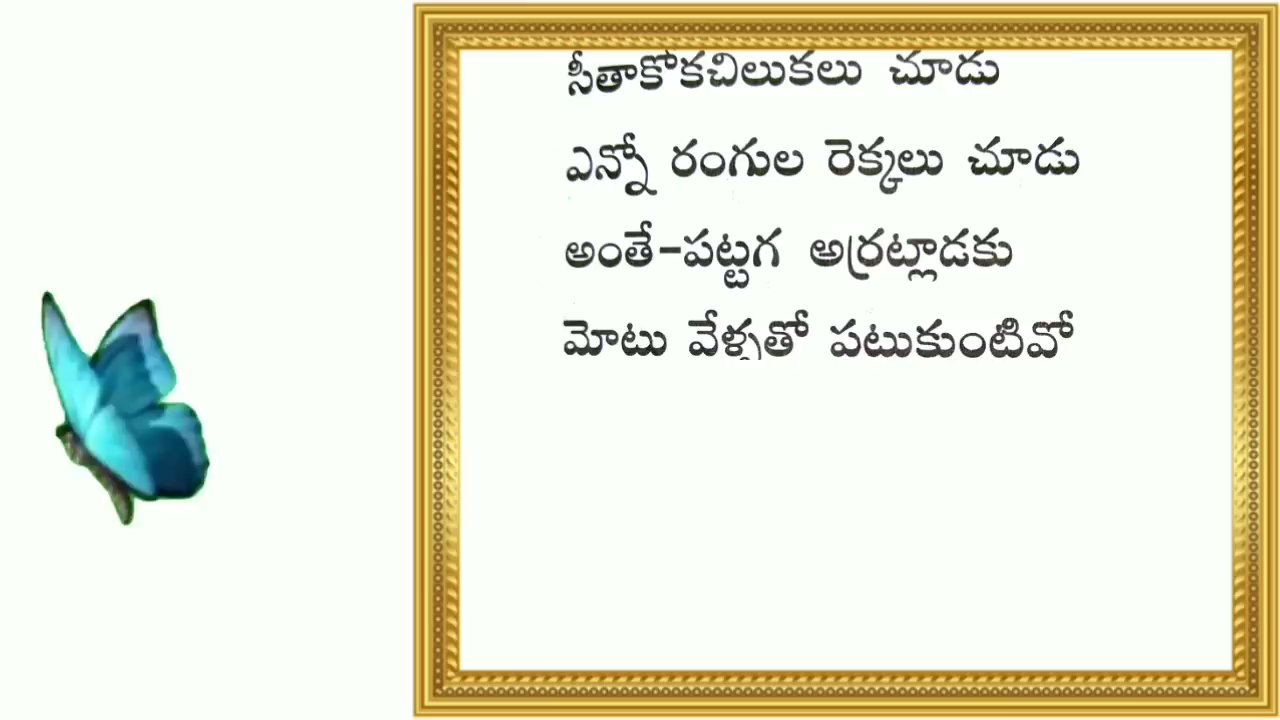 సీతాకోకచిలుకలు చూడు
ఎన్నో రంగుల రెక్కలు చూడు
అంతే-పట్టగ అర్రట్లాడకు
మోటు వేళ్ళతో పటుకుంటివో